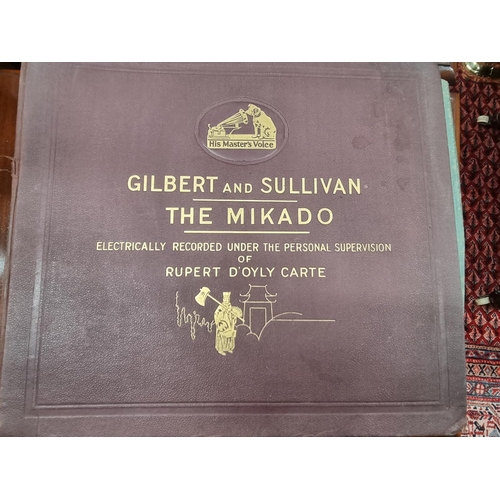 His Master's Voice
GILBERT AND SULLIVAN
THE MIKADO
ELECTRICALLY RECORDED UNDER THE PERSONAL SUPERVISION
OF
RUPERT D'OYLY CARTE